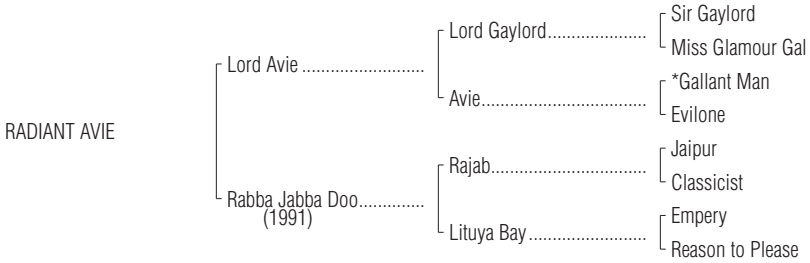 Sir Gaylord
Lord Gaylord.....................
Miss Glamour Gal
Lord Avie ..........................
*Gallant Man
Avie...................................
Evilone
RADIANT AVIE
Jaipur
Rajab.................................
Classicist
Rabba Jabba Doo..............
(1991)
Empery
Lituya Bay.........................
Reason to Please